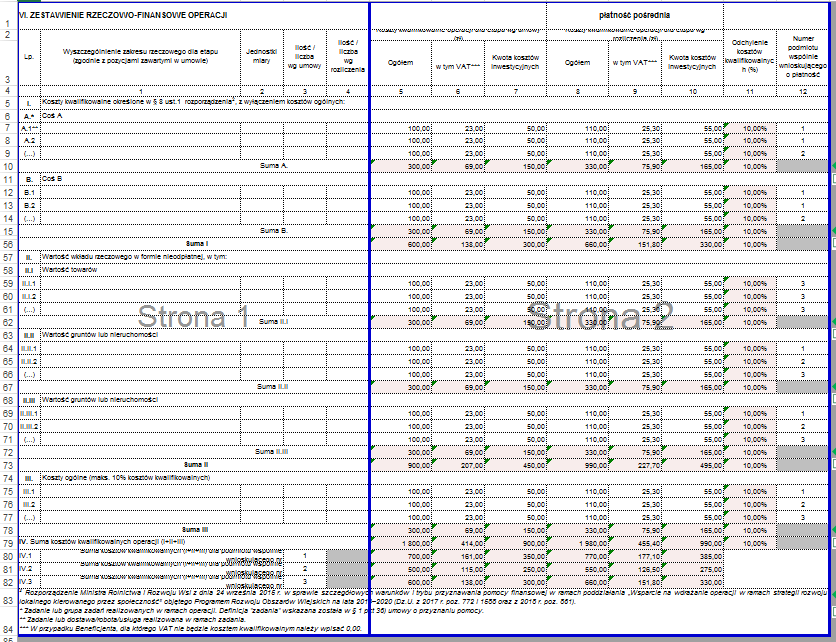 VI. ZESTAWIENIE RZECZOWO-FINANSOWE OPERACJI płatność pośrednia
1
2
3 Lp. Wyszczególnienie zakresu rzeczowego dla etapu (zgodnie z pozycjami zawartymi w umowie) Jednostki miary ilość / liczba wg umowy ilość / liczba wg rozliczenia Ogółem w tym VAT*** Kwota kosztów inwestycyjnych Ogółem w tym VAT*** Kwota kosztów inwestycyjnych Odchylenie kosztów kwalifikowalnych (%) Numer podmiotu wspólnie wnioskującego o płatność
4 1 2 3 4 5 6 7 8 9 10 11 12
5 I. Koszty kwalifikowalne określone w § 8 ust.1 rozporządzenia, z wyłączeniem kosztów ogólnych:
6 A.* Coś A
7 A.1** 100,00 23,00 50,00 110,00 25,30 55,00 10,00% 1
8 A.2 100,00 23,00 50,00 110,00 25,30 55,00 10,00% 1
9 (...) 100,00 23,00 50,00 110,00 25,30 55,00 10,00% 2
10 Suma A. 300,00 69,00 150,00 330,00 75,90 165,00 10,00%
11 B. Coś B
12 B.1 100,00 23,00 50,00 110,00 25,30 55,00 10,00% 1
13 B.2 100,00 23,00 50,00 110,00 25,30 55,00 10,00% 1
14 (...) 100,00 23,00 50,00 110,00 25,30 55,00 10,00% 2
15 Suma B. 300,00 69,00 150,00 330,00 75,90 165,00 10,00%
56 Suma I 600,00 138,00 300,00 660,00 151,80 330,00 10,00%
57 II. Wartość wkładu rzeczowego w formie nieodpłatnej, w tym:
58 II.I Wartość towarów
59 II.I.1 100,00 23,00 50,00 110,00 25,30 55,00 10,00% 3
60 II.I.2 100,00 23,00 50,00 110,00 25,30 55,00 10,00% 3
61 (...) 100,00 23,00 50,00 110,00 25,30 55,00 10,00% 3
Strona 1 Strona 2
62 Suma II.I 300,00 69,00 150,00 330,00 75,90 165,00 10,00%
63 II.II Wartość gruntów lub nieruchomości
64 II.II.1 100,00 23,00 50,00 110,00 25,30 55,00 10,00% 1
65 II.II.2 100,00 23,00 50,00 110,00 25,30 55,00 10,00% 2
66 (...) 100,00 23,00 50,00 110,00 25,30 55,00 10,00% 3
67 Suma II.II 300,00 69,00 150,00 330,00 75,90 165,00 10,00%
68 II.III Wartość gruntów lub nieruchomości
69 II.III.1 100,00 23,00 50,00 110,00 25,30 55,00 10,00% 1
70 II.III.2 100,00 23,00 50,00 110,00 25,30 55,00 10,00% 2
71 (...) 100,00 23,00 50,00 110,00 25,30 55,00 10,00% 3
72 Suma II.III 300,00 69,00 150,00 330,00 75,90 165,00 10,00%
73 Suma II 900,00 207,00 450,00 990,00 227,70 495,00 10,00%
74 III. Koszty ogólne (maks. 10% kosztów kwalifikowalnych)
75 III.1 100,00 23,00 50,00 110,00 25,30 55,00 10,00% 1
76 III.2 100,00 23,00 50,00 110,00 25,30 55,00 10,00% 2
77 (...) 100,00 23,00 50,00 110,00 25,30 55,00 10,00% 3
78 Suma III 300,00 69,00 150,00 330,00 75,90 165,00 10,00%
79 IV. Suma kosztów kwalifikowalnych operacji (I+II+III) 1 800,00 414,00 900,00 1 980,00 455,40 990,00 10,00%
80 IV.1 1 700,00 161,00 350,00 770,00 177,10 385,00
81 IV.2 2 500,00 115,00 250,00 550,00 126,50 275,00
82 IV.3 3 600,00 138,00 300,00 660,00 151,80 330,00
Rozporządzenie Ministra Rolnictwa i Rozwoju Wsi z dnia 24 września 2015 r. w sprawie szczegółowych warunków i trybu przyznawania pomocy finansowej w ramach poddziałania „Wsparcie na wdrażanie operacji w ramach strategii rozwoju
83 lokalnego kierowanego przez społeczność" objętego Programem Rozwoju Obszarów Wiejskich na lata 2014–2020 (Dz.U. z 2017 r. poz. 772 i 1588 oraz z 2018 r. poz. 861).
* Zadanie lub grupa zadań realizowanych w ramach operacji. Definicja "zadania" wskazana została w § 1 pkt 36) umowy o przyznaniu pomocy.
** Zadanie lub dostawa/robota/usługa realizowana w ramach zadania.
84 *** W przypadku Beneficjenta, dla którego VAT nie będzie kosztem kwalifikowalnym należy wpisać 0,00.